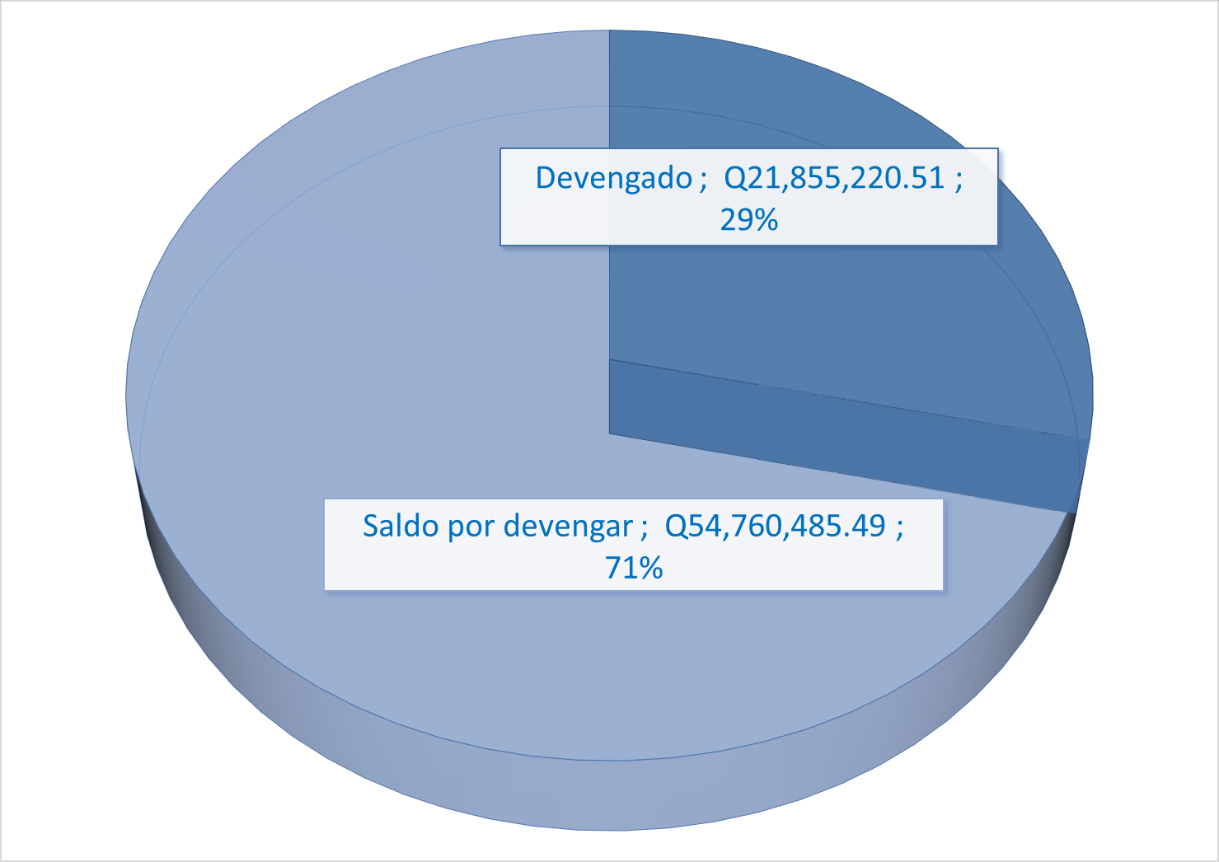 Devengado ; Q21,855,220.51 ;
29%
Saldo por devengar ; Q54,760,485.49 ;
71%